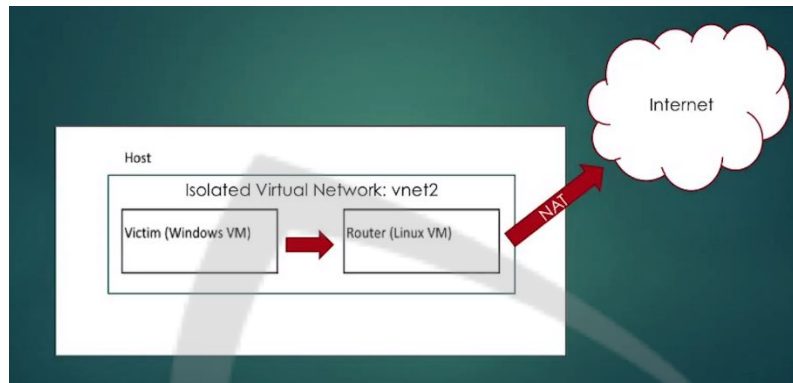 Internet
Host
Isolated Virtual Network: vnet2
Victim (Windows VM)
Router (Linux VM)
NAT